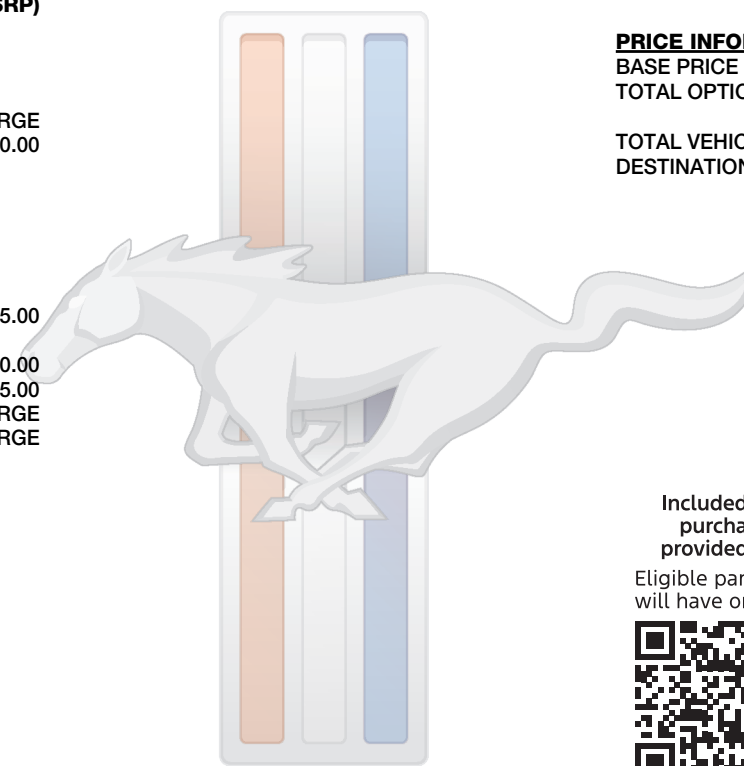 SRP)
RGE
0.00
5.00
0.00
5.00
RGE
RGE
PRICE INFO
BASE PRICE
TOTAL OPTIO
TOTAL VEHIC
DESTINATION
Included
purcha
provided
Eligible par
will have or